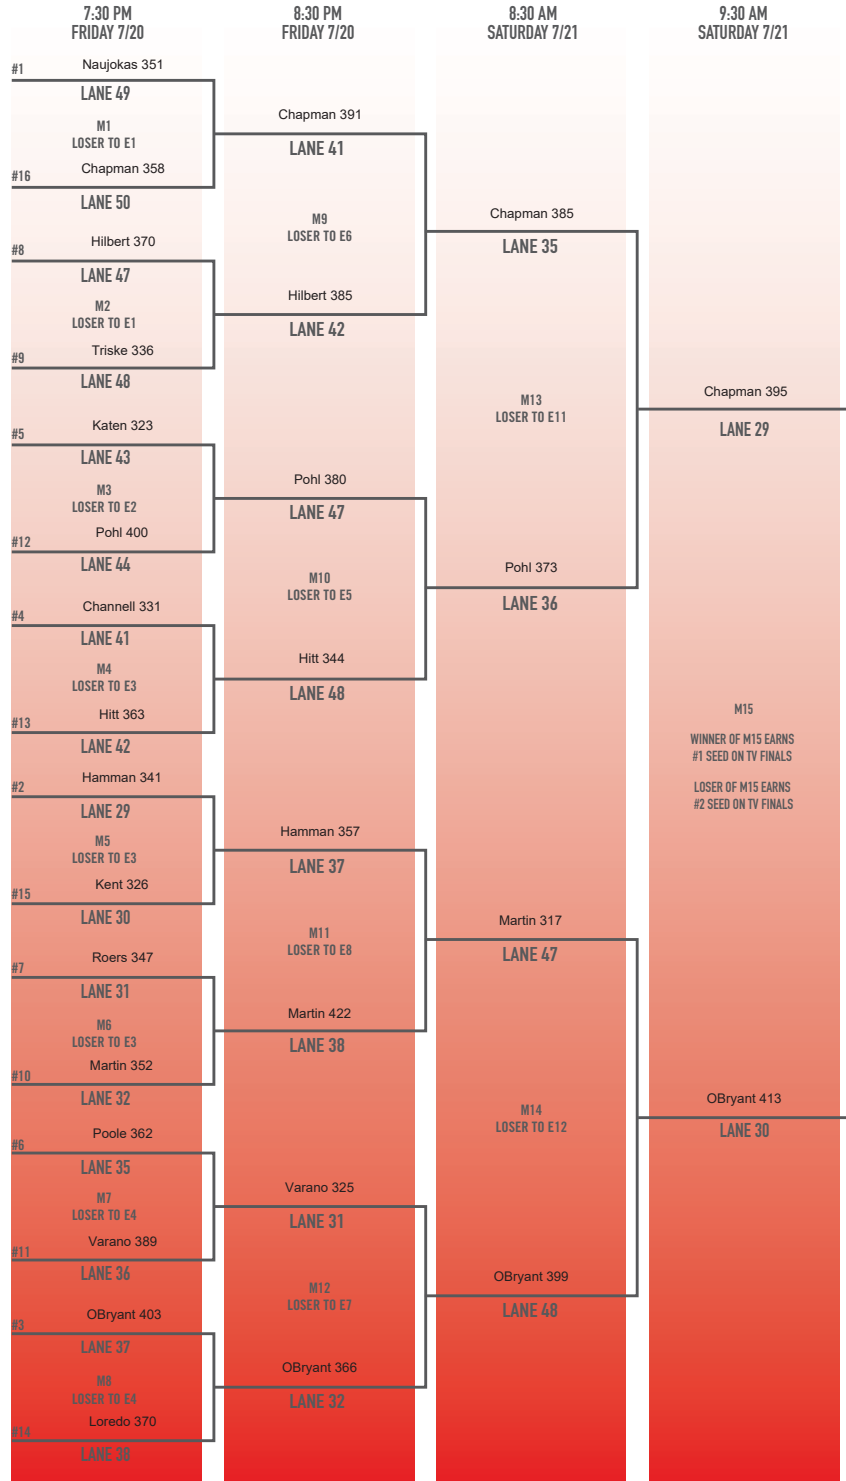 7:30 PM
FRIDAY 7/20
8:30 PM
FRIDAY 7/20
8:30 AM
SATURDAY 7/21
9:30 AM
SATURDAY 7/21
#1
Naujokas 351
LANE 49
M1
LOSER TO E1
#16
Chapman 358
LANE 50
#8
Hilbert 370
LANE 47
M2
LOSER TO E1
#9
Triske 336
LANE 48
#5
Katen 323
LANE 43
M3
LOSER TO E2
#12
Pohl 400
LANE 44
#4
Channell 331
LANE 41
M4
LOSER TO E3
#13
Hitt 363
LANE 42
#2
Hamman 341
LANE 29
M5
LOSER TO E3
#15
Kent 326
LANE 30
#7
Roers 347
LANE 31
M6
LOSER TO E3
#10
Martin 352
LANE 32
#6
Poole 362
LANE 35
M7
LOSER TO E4
#11
Varano 389
LANE 36
#3
OBryant 403
LANE 37
M8
LOSER TO E4
#14
Loredo 370
LANE 38
Chapman 391
LANE 41
M9
LOSER TO E6
Hilbert 385
LANE 42
Pohl 380
LANE 47
M10
LOSER TO E5
Hitt 344
LANE 48
Hamman 357
LANE 37
M11
LOSER TO E8
Martin 422
LANE 38
Varano 325
LANE 31
M12
LOSER TO E7
OBryant 366
LANE 32
Chapman 385
LANE 35
M13
LOSER TO E11
Pohl 373
LANE 36
Martin 317
LANE 47
M14
LOSER TO E12
OBryant 399
LANE 48
Chapman 395
LANE 29
M15
WINNER OF M15 EARNS
#1 SEED ON TV FINALS
LOSER OF M15 EARNS
#2 SEED ON TV FINALS
OBryant 413
LANE 30